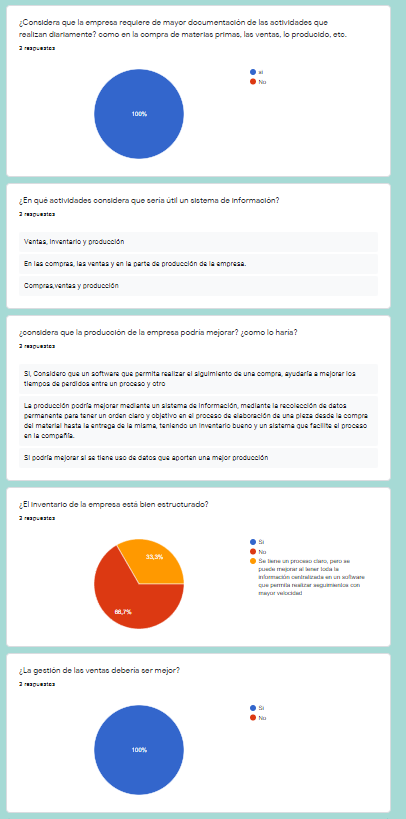 ¿Considera que la empresa requiere de mayor documentación de las actividades que
realizan diariamente? como en la compra de materias primas, las ventas, lo producido, etc.
3 respuestas
si
No
100%
¿En qué actividades considera que sería útil un sistema de información?
3 respuestas
Ventas, inventario y producción
En las compras, las ventas y en la parte de producción de la empresa.
Compras,ventas y producción
¿considera que la producción de la empresa podría mejorar? ¿como lo haría?
3 respuestas
Si, Considero que un software que permita realizar el siguimiento de una compra, ayudaría a mejorar los
tiempos de perdidos entre un proceso y otro
La producción podría mejorar mediante un sistema de información, mediante la recolección de datos
permanente para tener un orden claro y objetivo en el proceso de elaboración de una pieza desde la compra
del material hasta la entrega de la misma, teniendo un inventario bueno y un sistema que facilite el proceso
en la compañía.
Si podría mejorar si se tiene uso de datos que aporten una mejor producción
¿El inventario de la empresa está bien estructurado?
3 respuestas
Si
No
Se tiene un proceso claro, pero se
puede mejorar al tener toda la
información centralizada en un software
que permita realizar seguimientos con
mayor velocidad
33,3%
66,7%
¿La gestión de las ventas debería ser mejor?
3 respuestas
Si
No
100%